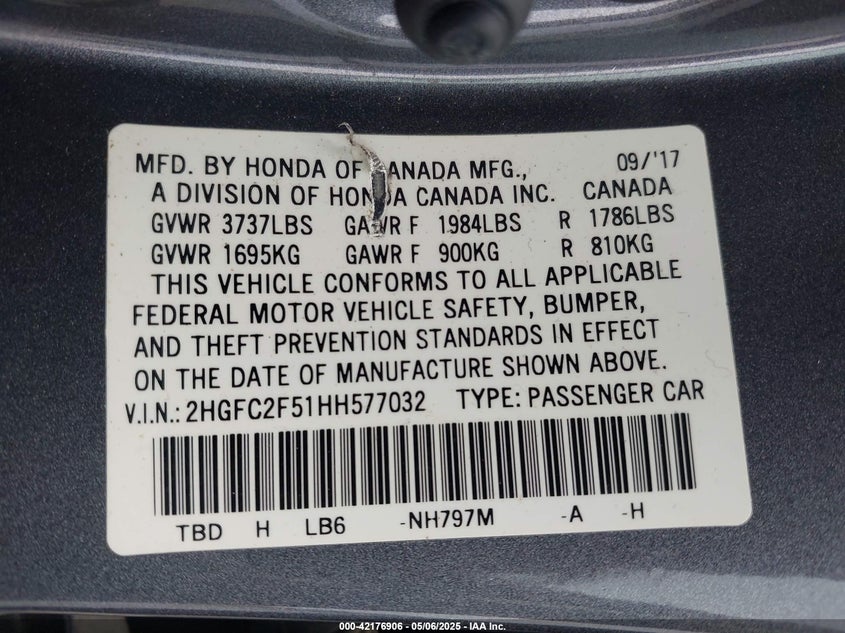 MFD. BY HONDA OF CANADA MFG., 09/'17
A DIVISION OF HONDA CANADA INC. CANADA
GVWR 3737LBS GAWR F 1984LBS R 1786LBS
GVWR 1695KG GAWR F 900KG R 810KG
THIS VEHICLE CONFORMS TO ALL APPLICABLE
FEDERAL MOTOR VEHICLE SAFETY, BUMPER,
AND THEFT PREVENTION STANDARDS IN EFFECT
ON THE DATE OF MANUFACTURE SHOWN ABOVE.
V.I.N.: 2HGFC2F51HH577032 TYPE: PASSENGER CAR
TBD H LB6 -NH797M -A -H
000-42176906 - 05/06/2025 - IAA Inc.